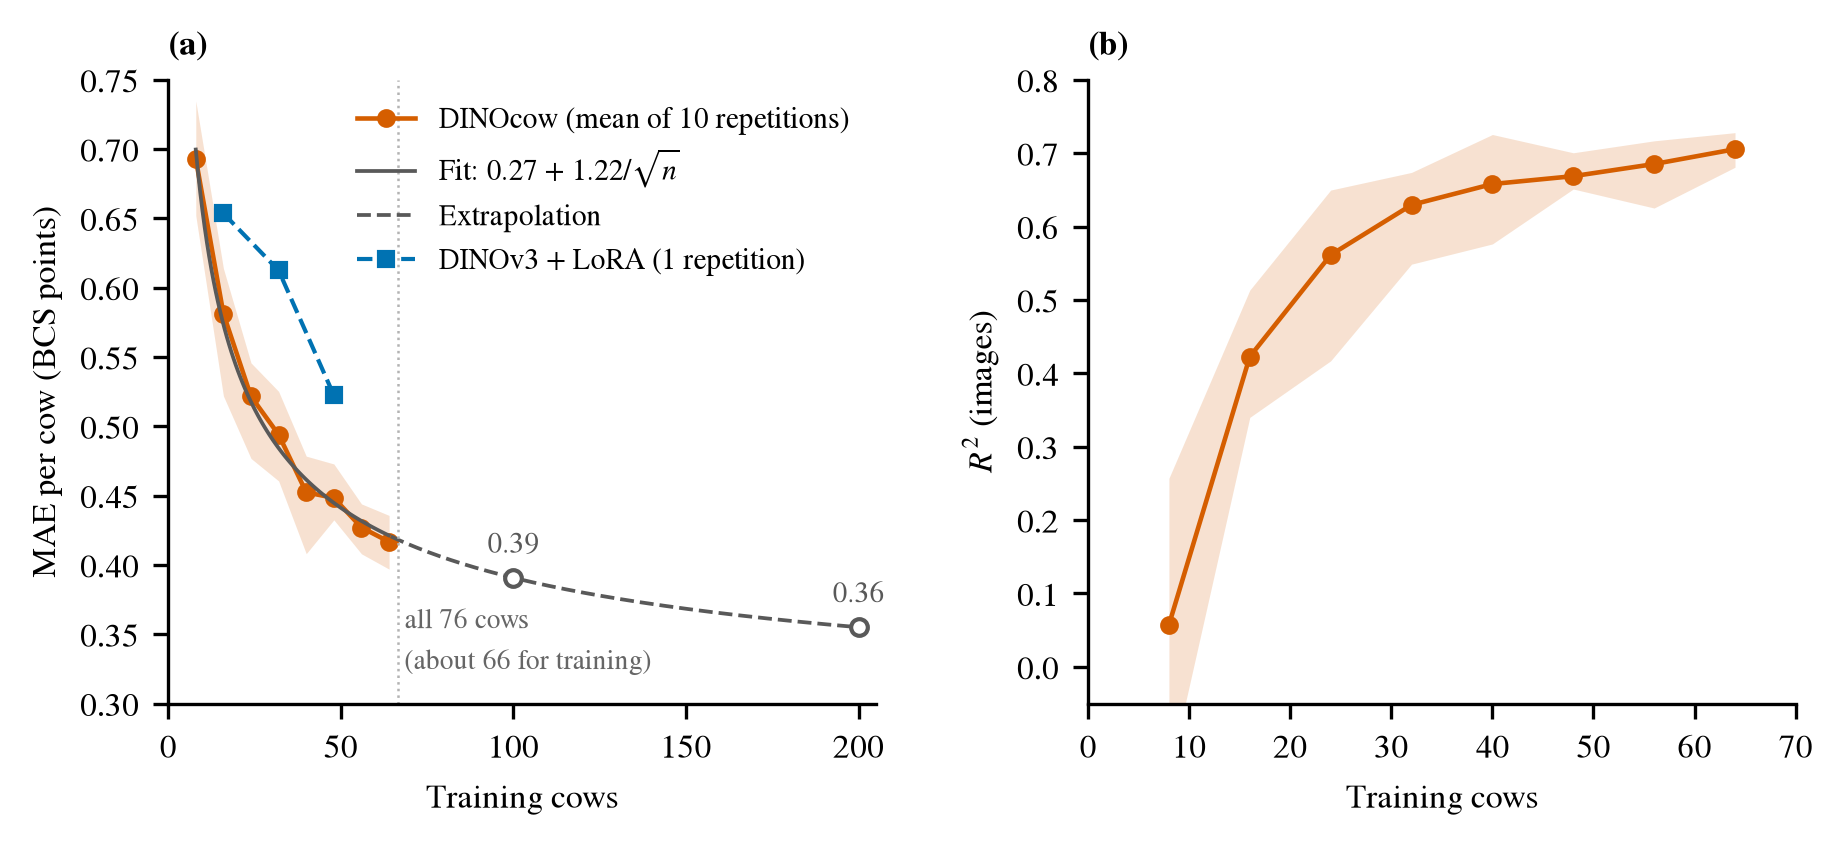 (a)
0.75
0.70
0.65
0.60
0.55
0.50
0.45
0.40
0.35
0.30
MAE per cow (BCS points)
DINOcow (mean of 10 repetitions)
Fit: 0.27 + 1.22/√n
Extrapolation
DINOv3 + LoRA (1 repetition)
0.39
0.36
all 76 cows
(about 66 for training)
0 50 100 150 200
Training cows
(b)
0.8
0.7
0.6
0.5
0.4
0.3
0.2
0.1
0.0
R² (images)
0 10 20 30 40 50 60 70
Training cows